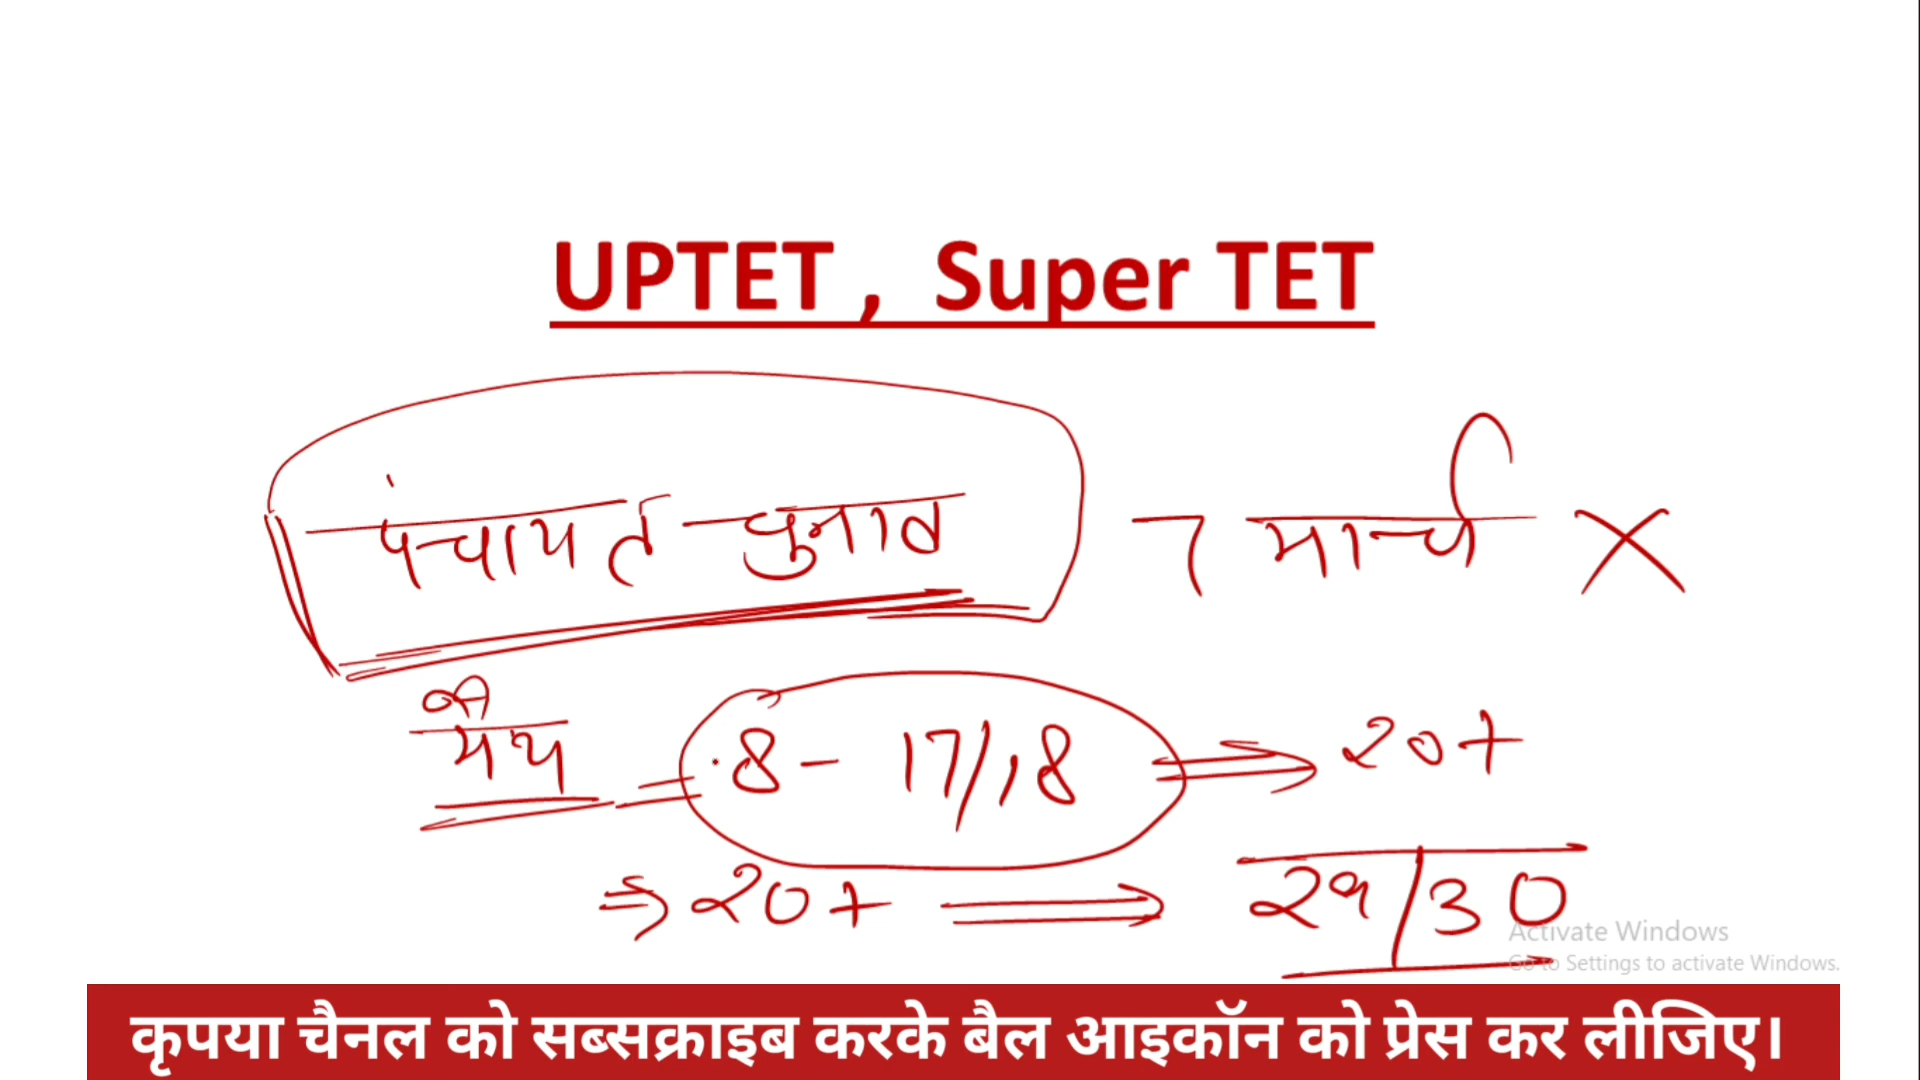 UPTET , Super TET
पंचायत चुनाव 7 मार्च X
मैथ = 8 - 17/18 ⇒ 20+
⇒ 20+ ⇒ 29/30
Activate Windows
Go to Settings to activate Windows.
कृपया चैनल को सब्सक्राइब करके बैल आइकॉन को प्रेस कर लीजिए।